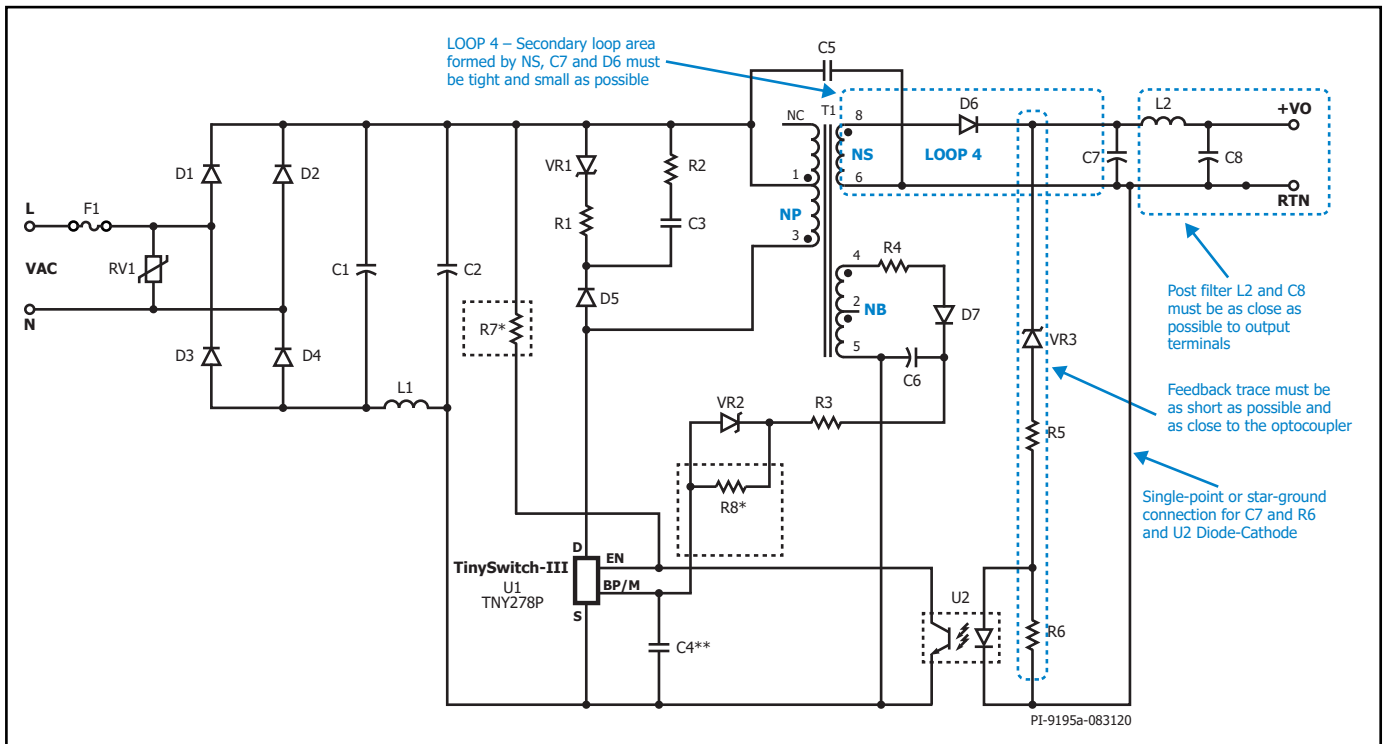 LOOP 4 – Secondary loop area
formed by NS, C7 and D6 must
be tight and small as possible
C5
T1
NC
8
D6
L2
+VO
NS
LOOP 4
C7
C8
6
RTN
1
NP
3
D1
D2
VR1
R2
R1
C3
L
F1
RV1
VAC
N
C1
C2
D5
R7*
4
R4
2
NB
D7
5
C6
Post filter L2 and C8
must be as close as
possible to output
terminals
VR3
D3
D4
L1
VR2
R3
Feedback trace must be
as short as possible and
as close to the optocoupler
R5
R8*
Single-point or star-ground
connection for C7 and R6
and U2 Diode-Cathode
D
EN
TinySwitch-III
U1
TNY278P
BP/M
S
U2
C4**
R6
PI-9195a-083120